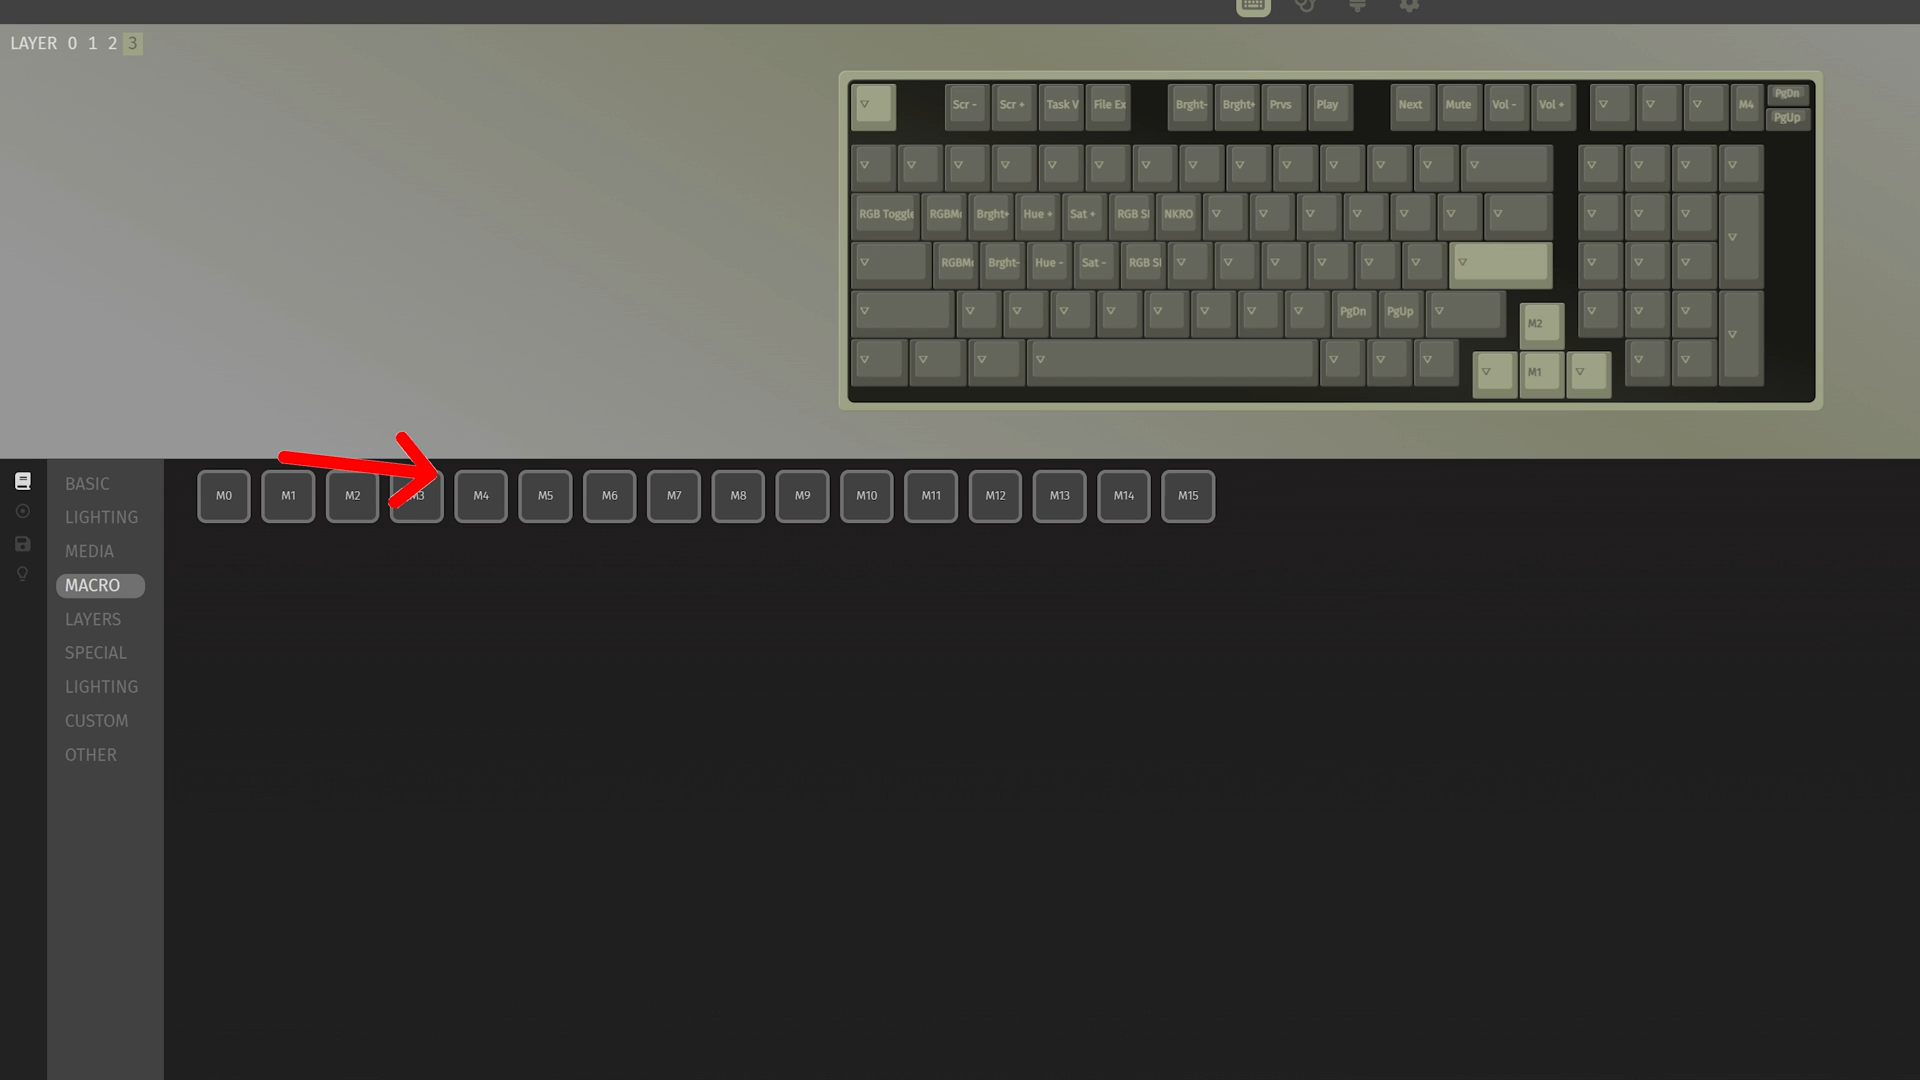 LAYER 0 1 2 3
Scr - Scr + Task V File Ex Brght- Brght+ Prvs Play Next Mute Vol - Vol + M4 PgDn
PgUp
RGB Toggle RGBMo Brght+ Hue + Sat + RGB S NKRO
RGBMo Brght- Hue - Sat - RGB S
PgDn PgUp
M2
M1
BASIC
LIGHTING
MEDIA
MACRO
LAYERS
SPECIAL
LIGHTING
CUSTOM
OTHER
M0 M1 M2 M3 M4 M5 M6 M7 M8 M9 M10 M11 M12 M13 M14 M15